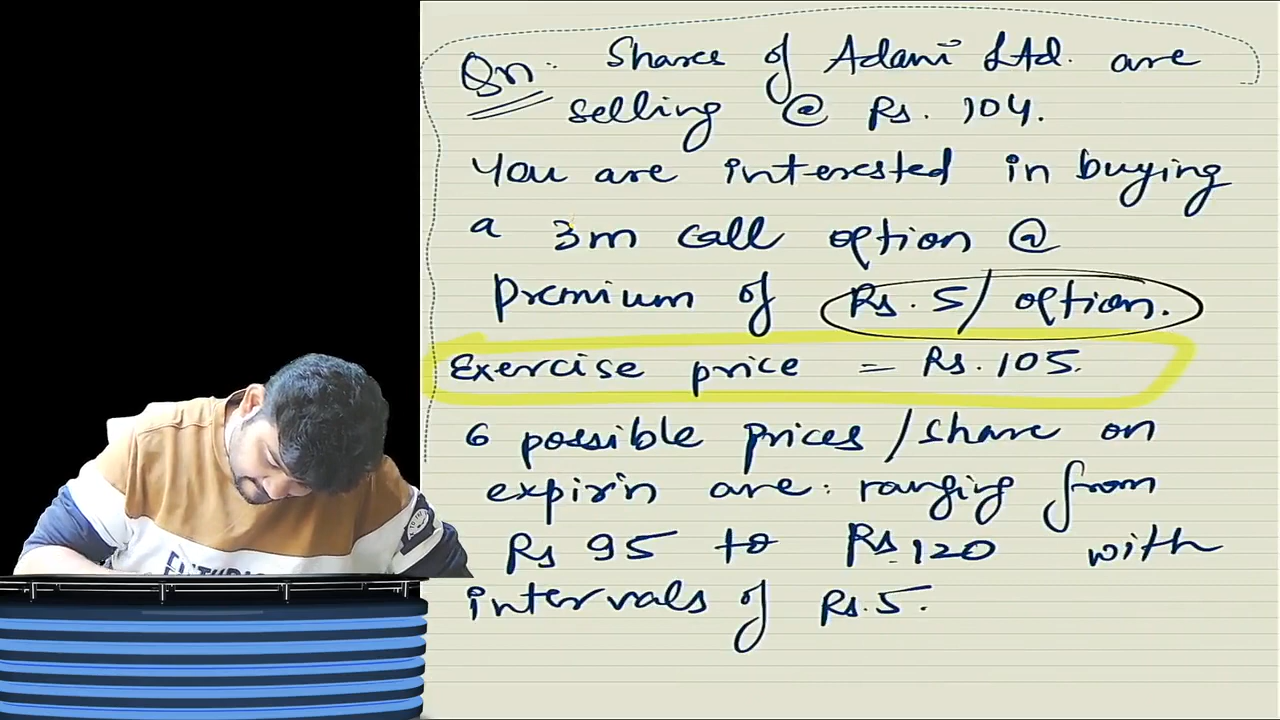 Qn: Shares of Adani Ltd. are
selling @ Rs. 104.
You are interested in buying
a 3m call option @
premium of Rs. 5/ option.
Exercise price = Rs. 105.
6 possible prices / share on
expirin are: ranging from
Rs 95 to Rs. 120 with
intervals of Rs. 5.